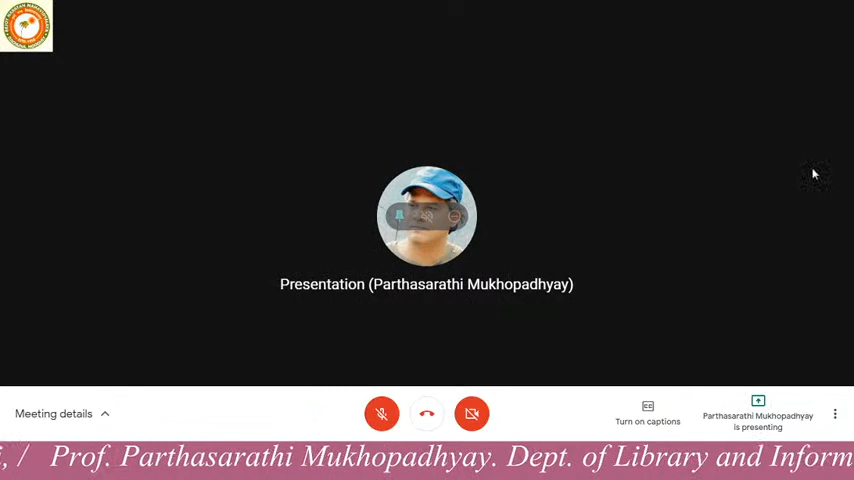 Presentation (Parthasarathi Mukhopadhyay)
Meeting details
Turn on captions
Parthasarathi Mukhopadhyay
is presenting
/ Prof. Parthasarathi Mukhopadhyay. Dept. of Library and Inform